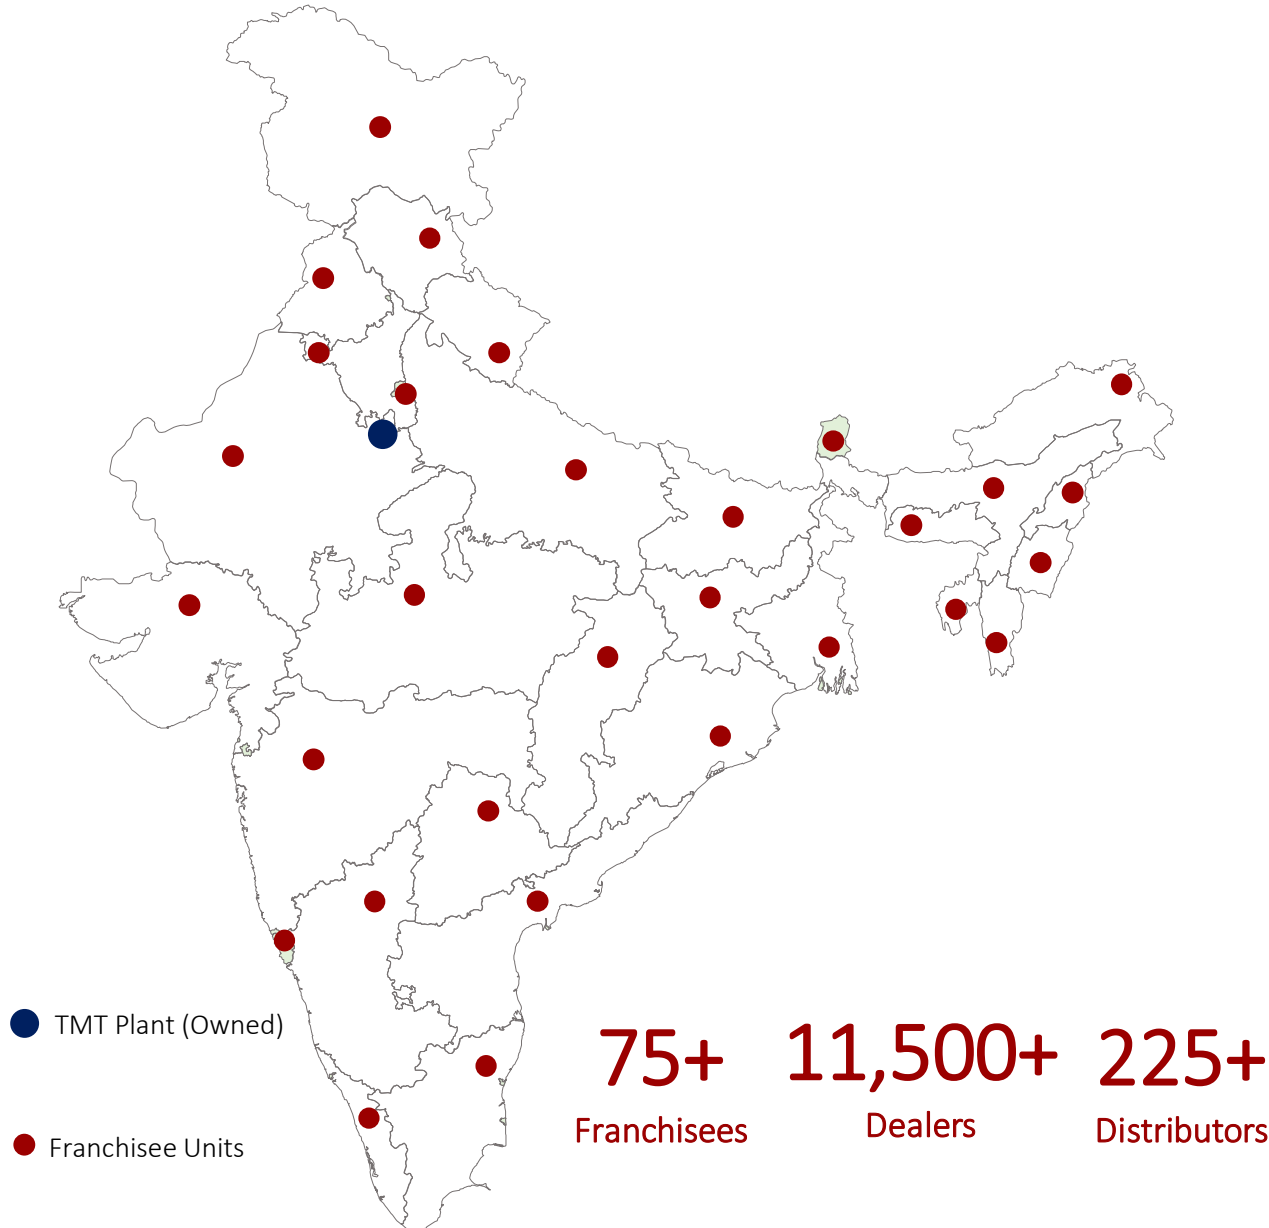 TMT Plant (Owned)
Franchisee Units
75+
Franchisees
11,500+
Dealers
225+
Distributors